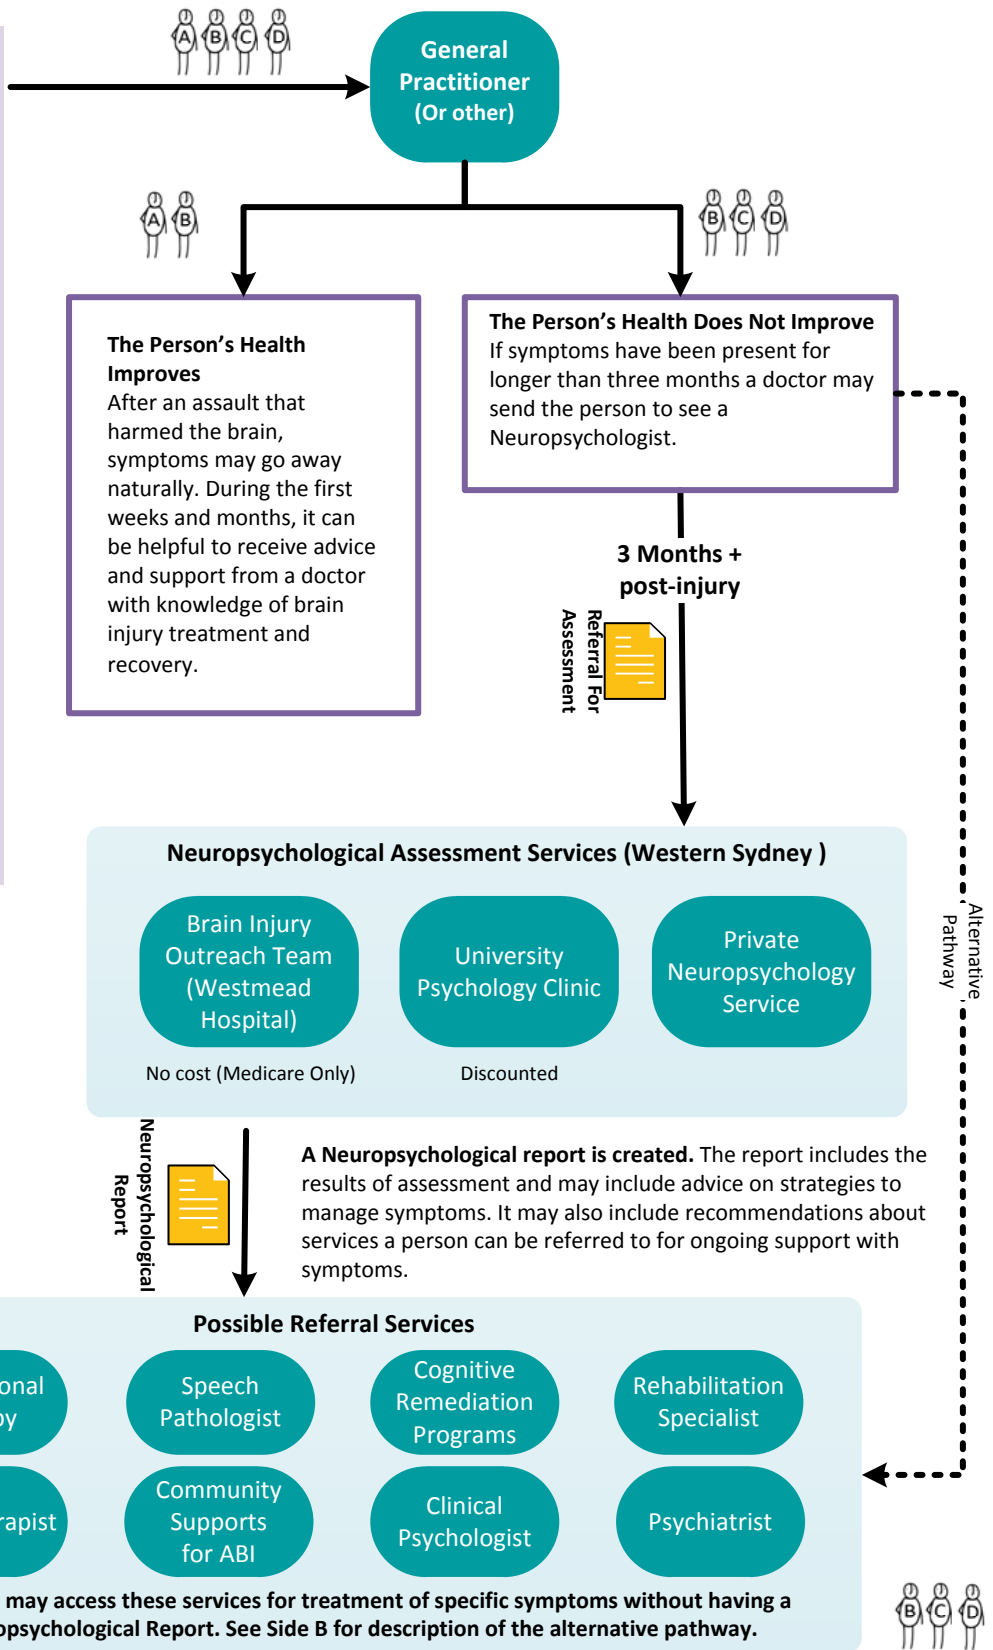 A B C D
General
Practitioner
(Or other)
A B
B C D
The Person's Health
Improves
After an assault that
harmed the brain,
symptoms may go away
naturally. During the first
weeks and months, it can
be helpful to receive advice
and support from a doctor
with knowledge of brain
injury treatment and
recovery.
The Person's Health Does Not Improve
If symptoms have been present for
longer than three months a doctor may
send the person to see a
Neuropsychologist.
3 Months +
post-injury
Referral For
Assessment
Neuropsychological Assessment Services (Western Sydney )
Brain Injury
Outreach Team
(Westmead
Hospital)
University
Psychology Clinic
Private
Neuropsychology
Service
No cost (Medicare Only)
Discounted
Alternative
Pathway
Neuropsychological
Report
A Neuropsychological report is created. The report includes the
results of assessment and may include advice on strategies to
manage symptoms. It may also include recommendations about
services a person can be referred to for ongoing support with
symptoms.
Possible Referral Services
Speech
Pathologist
Cognitive
Remediation
Programs
Rehabilitation
Specialist
Community
Supports
for ABI
Clinical
Psychologist
Psychiatrist
may access these services for treatment of specific symptoms without having a
opsychological Report. See Side B for description of the alternative pathway.
B C D